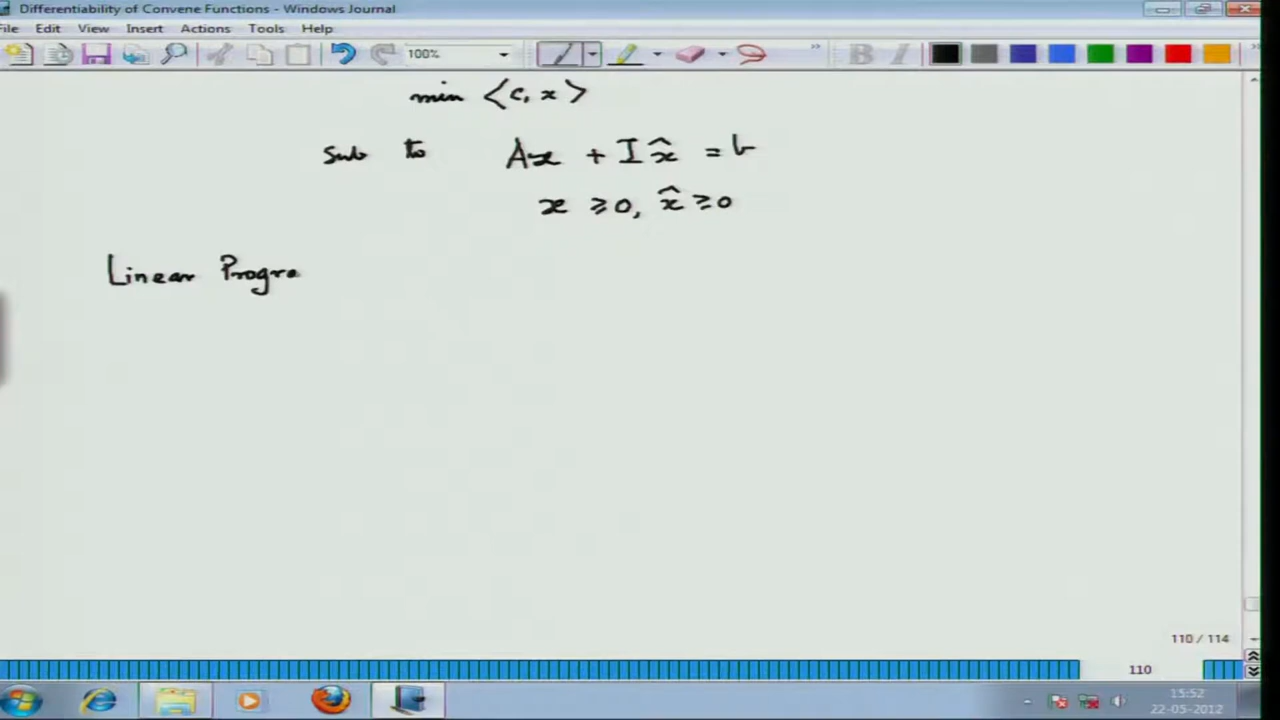 Differentiability of Convene Functions - Windows Journal
File Edit View Insert Actions Tools Help
100%
min <c, x>
Sub to Ax + I x̂ = b
x ≥ 0, x̂ ≥ 0
Linear Progra
110 / 114
110
15:52
22-05-2012